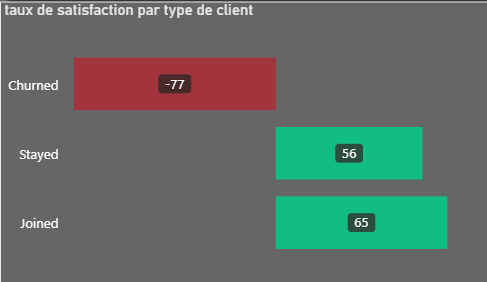 taux de satisfaction par type de client
Churned
-77
Stayed
56
Joined
65